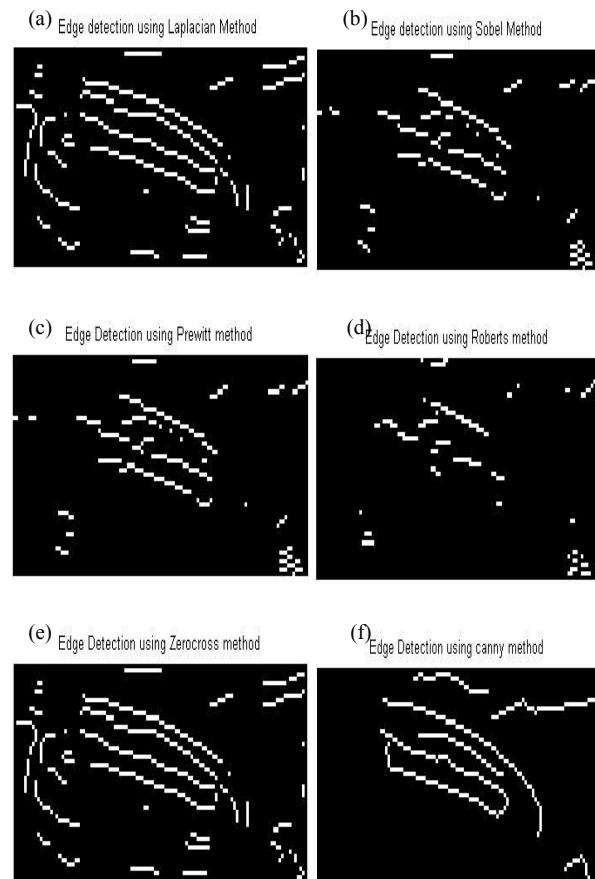 (a)
Edge detection using Laplacian Method
(b)
Edge detection using Sobel Method
(c)
Edge Detection using Prewitt method
(d)
Edge Detection using Roberts method
(e)
Edge Detection using Zerocross method
(f)
Edge Detection using canny method